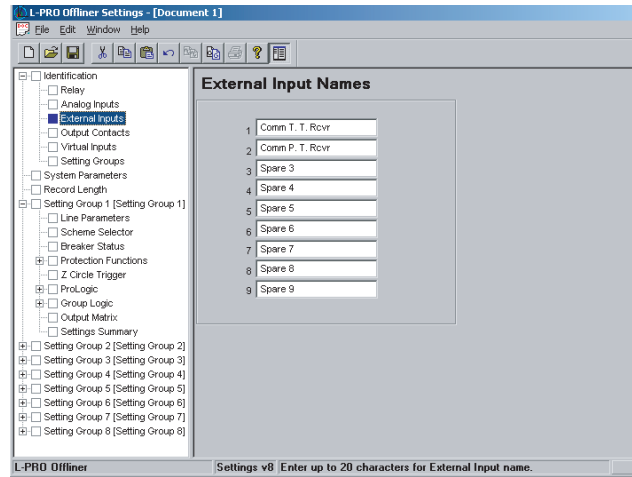 L-PRO Offliner Settings - [Document 1]
File Edit Window Help
Identification
Relay
Analog Inputs
External Inputs
Output Contacts
Virtual Inputs
Setting Groups
System Parameters
Record Length
Setting Group 1 [Setting Group 1]
Line Parameters
Scheme Selector
Breaker Status
Protection Functions
Z Circle Trigger
ProLogic
Group Logic
Output Matrix
Settings Summary
Setting Group 2 [Setting Group 2]
Setting Group 3 [Setting Group 3]
Setting Group 4 [Setting Group 4]
Setting Group 5 [Setting Group 5]
Setting Group 6 [Setting Group 6]
Setting Group 7 [Setting Group 7]
Setting Group 8 [Setting Group 8]
External Input Names
1 Comm T. T. Rcvr
2 Comm P. T. Rcvr
3 Spare 3
4 Spare 4
5 Spare 5
6 Spare 6
7 Spare 7
8 Spare 8
9 Spare 9
L-PRO Offliner Settings v8 Enter up to 20 characters for External Input name.